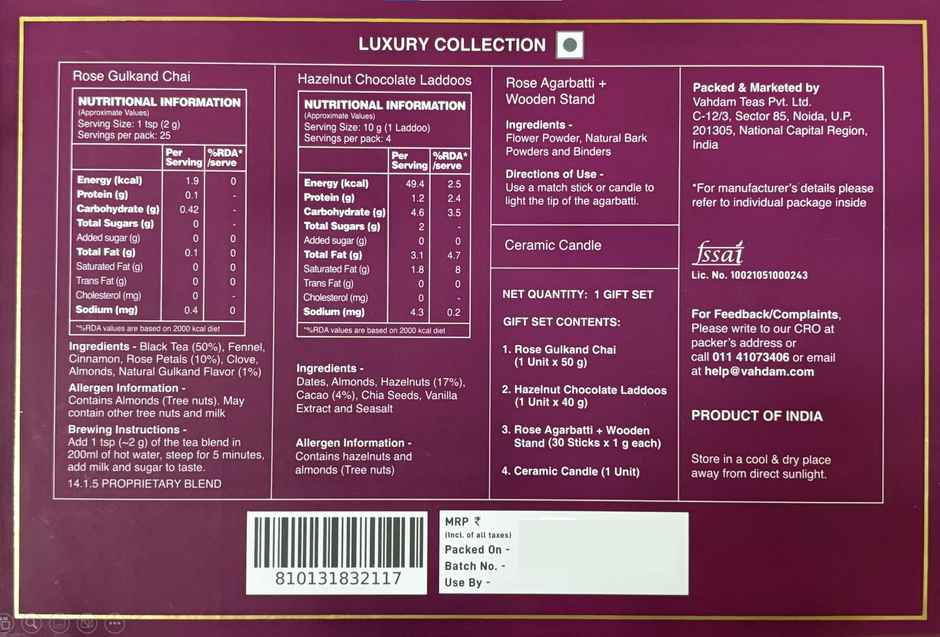 LUXURY COLLECTION
Rose Gulkand Chai
NUTRITIONAL INFORMATION
(Approximate Values)
Serving Size: 1 tsp (2 g)
Servings per pack: 25
Per Serving %RDA* /serve
Energy (kcal) 1.9 0
Protein (g) 0.1 -
Carbohydrate (g) 0.42 -
Total Sugars (g) 0 -
Added sugar (g) 0 0
Total Fat (g) 0.1 0
Saturated Fat (g) 0 0
Trans Fat (g) 0 0
Cholesterol (mg) 0 -
Sodium (mg) 0.4 0
*%RDA values are based on 2000 kcal diet
Ingredients - Black Tea (50%), Fennel,
Cinnamon, Rose Petals (10%), Clove,
Almonds, Natural Gulkand Flavor (1%)
Allergen Information -
Contains Almonds (Tree nuts). May
contain other tree nuts and milk
Brewing Instructions -
Add 1 tsp (~2 g) of the tea blend in
200ml of hot water, steep for 5 minutes,
add milk and sugar to taste.
14.1.5 PROPRIETARY BLEND
Hazelnut Chocolate Laddoos
NUTRITIONAL INFORMATION
(Approximate Values)
Serving Size: 10 g (1 Laddoo)
Servings per pack: 4
Per Serving %RDA* /serve
Energy (kcal) 49.4 2.5
Protein (g) 1.2 2.4
Carbohydrate (g) 4.6 3.5
Total Sugars (g) 2 -
Added sugar (g) 0 0
Total Fat (g) 3.1 4.7
Saturated Fat (g) 1.8 8
Trans Fat (g) 0 0
Cholesterol (mg) 0 -
Sodium (mg) 4.3 0.2
*%RDA values are based on 2000 kcal diet
Ingredients -
Dates, Almonds, Hazelnuts (17%),
Cacao (4%), Chia Seeds, Vanilla
Extract and Seasalt
Allergen Information -
Contains hazelnuts and
almonds (Tree nuts)
Rose Agarbatti +
Wooden Stand
Ingredients -
Flower Powder, Natural Bark
Powders and Binders
Directions of Use -
Use a match stick or candle to
light the tip of the agarbatti.
Ceramic Candle
NET QUANTITY: 1 GIFT SET
GIFT SET CONTENTS:
1. Rose Gulkand Chai
(1 Unit x 50 g)
2. Hazelnut Chocolate Laddoos
(1 Unit x 40 g)
3. Rose Agarbatti + Wooden
Stand (30 Sticks x 1 g each)
4. Ceramic Candle (1 Unit)
Packed & Marketed by
Vahdam Teas Pvt. Ltd.
C-12/3, Sector 85, Noida, U.P.
201305, National Capital Region,
India
*For manufacturer's details please
refer to individual package inside
fssai
Lic. No. 10021051000243
For Feedback/Complaints,
Please write to our CRO at
packer's address or
call 011 41073406 or email
at help@vahdam.com
PRODUCT OF INDIA
Store in a cool & dry place
away from direct sunlight.
810131832117
MRP ₹
(Incl. of all taxes)
Packed On -
Batch No. -
Use By -